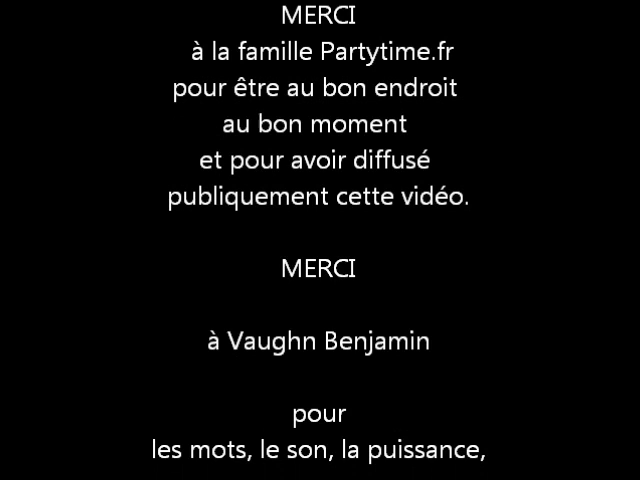 MERCI
à la famille Partytime.fr
pour être au bon endroit
au bon moment
et pour avoir diffusé
publiquement cette vidéo.
MERCI
à Vaughn Benjamin
pour
les mots, le son, la puissance,